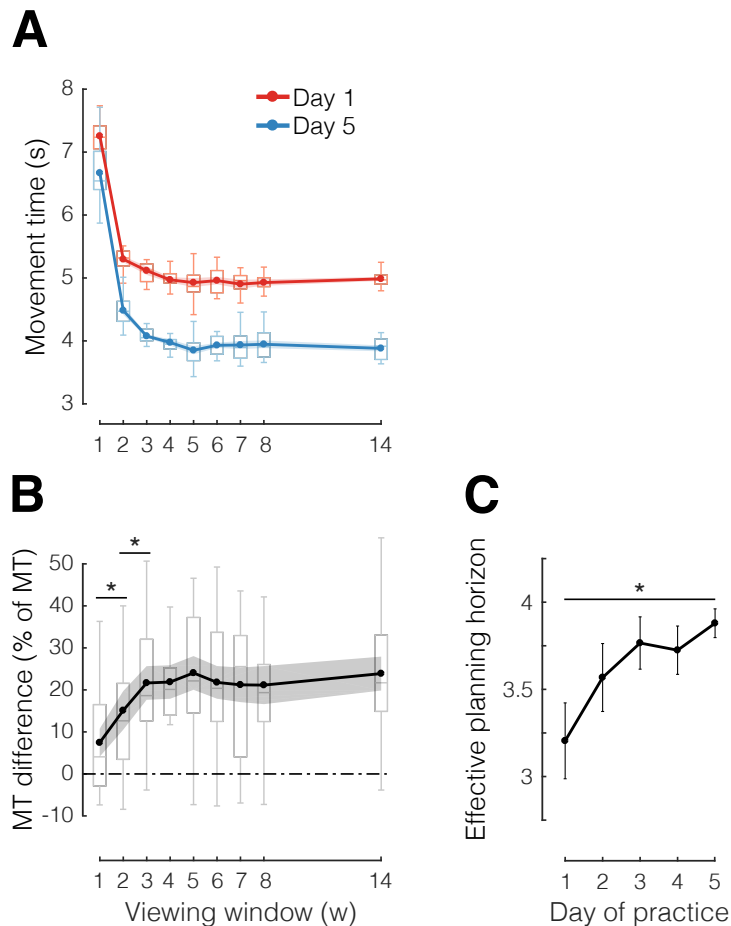 A
8
7
6
5
4
3
Movement time (s)
Day 1
Day 5
1 2 3 4 5 6 7 8 14
B
50
40
30
20
10
0
-10
MT difference (% of MT)
* *
1 2 3 4 5 6 7 8 14
Viewing window (w)
C
4
3.5
3
Effective planning horizon
*
1 2 3 4 5
Day of practice